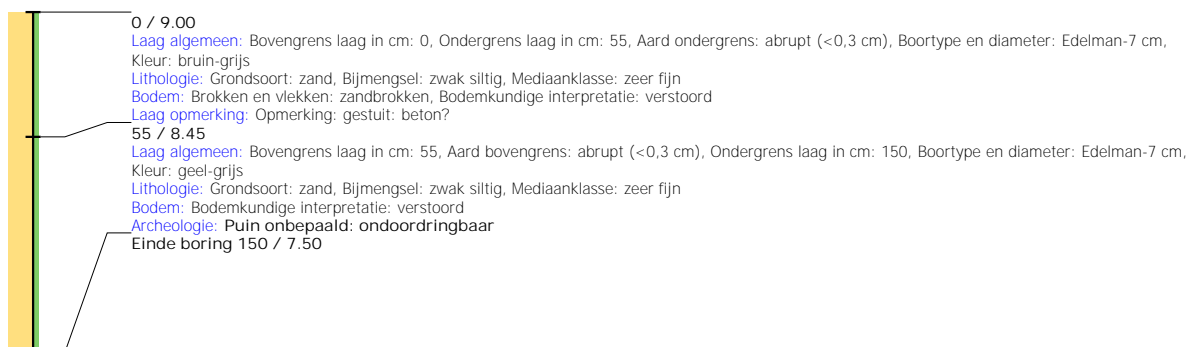 0 / 9.00
Laag algemeen: Bovengrens laag in cm: 0, Ondergrens laag in cm: 55, Aard ondergrens: abrupt (<0,3 cm), Boortype en diameter: Edelman-7 cm,
Kleur: bruin-grijs
Lithologie: Grondsoort: zand, Bijmengsel: zwak siltig, Mediaanklasse: zeer fijn
Bodem: Brokken en vlekken: zandbrokken, Bodemkundige interpretatie: verstoord
Laag opmerking: Opmerking: gestuit: beton?
55 / 8.45
Laag algemeen: Bovengrens laag in cm: 55, Aard bovengrens: abrupt (<0,3 cm), Ondergrens laag in cm: 150, Boortype en diameter: Edelman-7 cm,
Kleur: geel-grijs
Lithologie: Grondsoort: zand, Bijmengsel: zwak siltig, Mediaanklasse: zeer fijn
Bodem: Bodemkundige interpretatie: verstoord
Archeologie: Puin onbepaald: ondoordringbaar
Einde boring 150 / 7.50